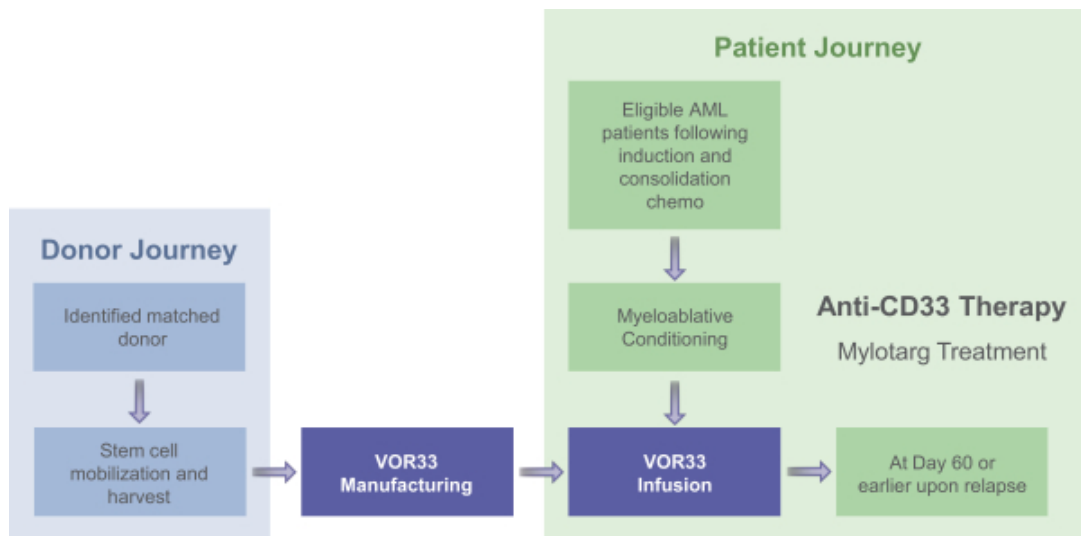 Patient Journey
Eligible AML
patients following
induction and
consolidation
chemo
Donor Journey
Identified matched
donor
Myeloablative
Conditioning
Anti-CD33 Therapy
Mylotarg Treatment
Stem cell
mobilization and
harvest
VOR33
Manufacturing
VOR33
Infusion
At Day 60 or
earlier upon relapse